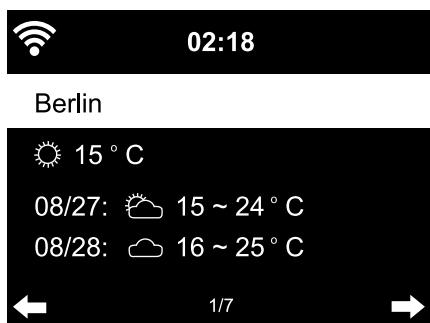 02:18
Berlin
15 ° C
08/27: 15 ~ 24 ° C
08/28: 16 ~ 25 ° C
1/7